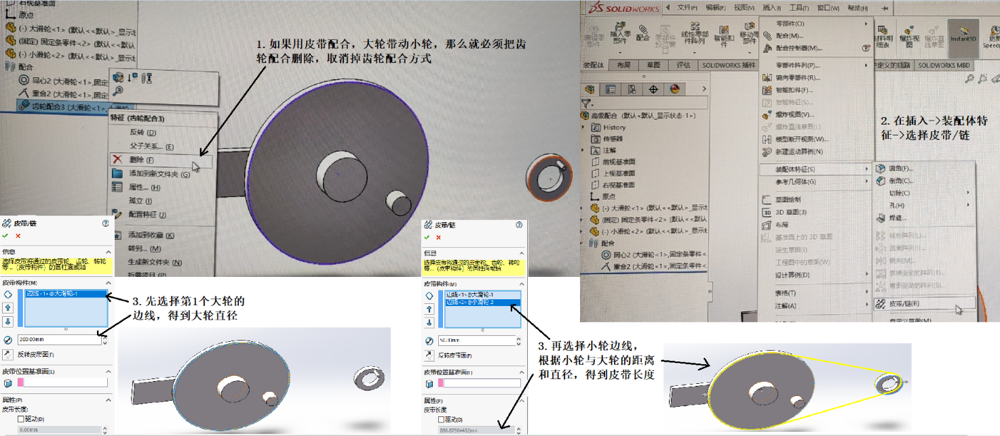 右视基准面
原点
(-) 大滑轮<1> (默认<<默认>_显示状
(固定) 固定条零件<2> (默认<<默认
(-) 小滑轮<2> (默认<<默认>_显示状
配合
同心2 (大滑轮<1>,固定
重合2 (大滑轮<1>,固定
齿轮配合3 (大滑轮<1>,小滑轮
特征 (齿轮配合3)
反转 (D)
父子关系... (E)
删除 (F)
添加到新文件夹 (G)
属性... (H)
孤立 (I)
配置特征 (J)
添加到收藏 (K)
转到... (M)
生成新文件夹 (N)
折叠项目 (P)
1. 如果用皮带配合，大轮带动小轮，那么就必须把齿
轮配合删除，取消掉齿轮配合方式
SOLIDWORKS
文件(F)
编辑(E)
视图(V)
插入(I)
工具(T)
窗口(W)
帮助(H)
编辑零部件
插入零部件
配合
零部件预览窗
线性零部件阵列
智能扣件
移动零部件
材料明细表
爆炸视图
爆炸直线草图
Instant3D
更新
Speedp
装配体
布局
草图
评估
SOLIDWORKS 插件
户定义的线路
SOLIDWORKS MBD
高级配合 (默认<默认_显示状态-1>)
History
传感器
注解
前视基准面
上视基准面
右视基准面
原点
(-) 大滑轮<1> (默认<<默认>_显示状
(固定) 固定条零件<2> (默认<<默认
(-) 小滑轮<2> (默认<<默认>_显示状
配合
同心2 (大滑轮<1>,固定条零件<
重合2 (大滑轮<1>,固定条零件<
零部件(O)
配合(M)...
配合控制器(M)...
零部件阵列(P)...
镜向零部件(R)...
智能扣件(F)...
智能特征(S)...
爆炸视图(V)...
爆炸直线草图(L)
模型断开视图(W)...
新建运动算例(N)
装配体特征(S)
参考几何体(G)
草图绘制
3D 草图(3)
布局
基准面上的 3D 草图
派生草图(I)
工程图中的草图(W)
设计算例(D)
表格(T)
注解(A)
圆角(F)...
倒角(C)...
切除(C)
孔(H)
焊缝...
线性阵列(L)...
圆周阵列(R)...
镜向(M)...
表格驱动的阵列(T)...
草图驱动的阵列(S)...
皮带/链(B)
自定义菜单(M)
2. 在插入->装配体特
征->选择皮带/链
皮带/链
信息
选择皮带将通过的皮带轮、齿轮、转轮
等...（皮带构件）的圆柱面或轴
皮带构件(M)
边线<1>@大滑轮-1
200.00mm
反转皮带面(F)
皮带位置基准面(L)
属性(P)
皮带长度:
驱动(D)
0.00mm
3. 先选择第1个大轮的
边线，得到大轮直径
皮带/链
信息
选择皮带将通过的皮带轮、齿轮、转轮
等...（皮带构件）的圆柱面或轴
皮带构件(M)
边线<1>@大滑轮-1
边线<2>@小滑轮-2
50.00mm
反转皮带面(F)
皮带位置基准面(L)
属性(P)
皮带长度
驱动(D)
3. 再选择小轮边线，
根据小轮与大轮的距离
和直径，得到皮带长度